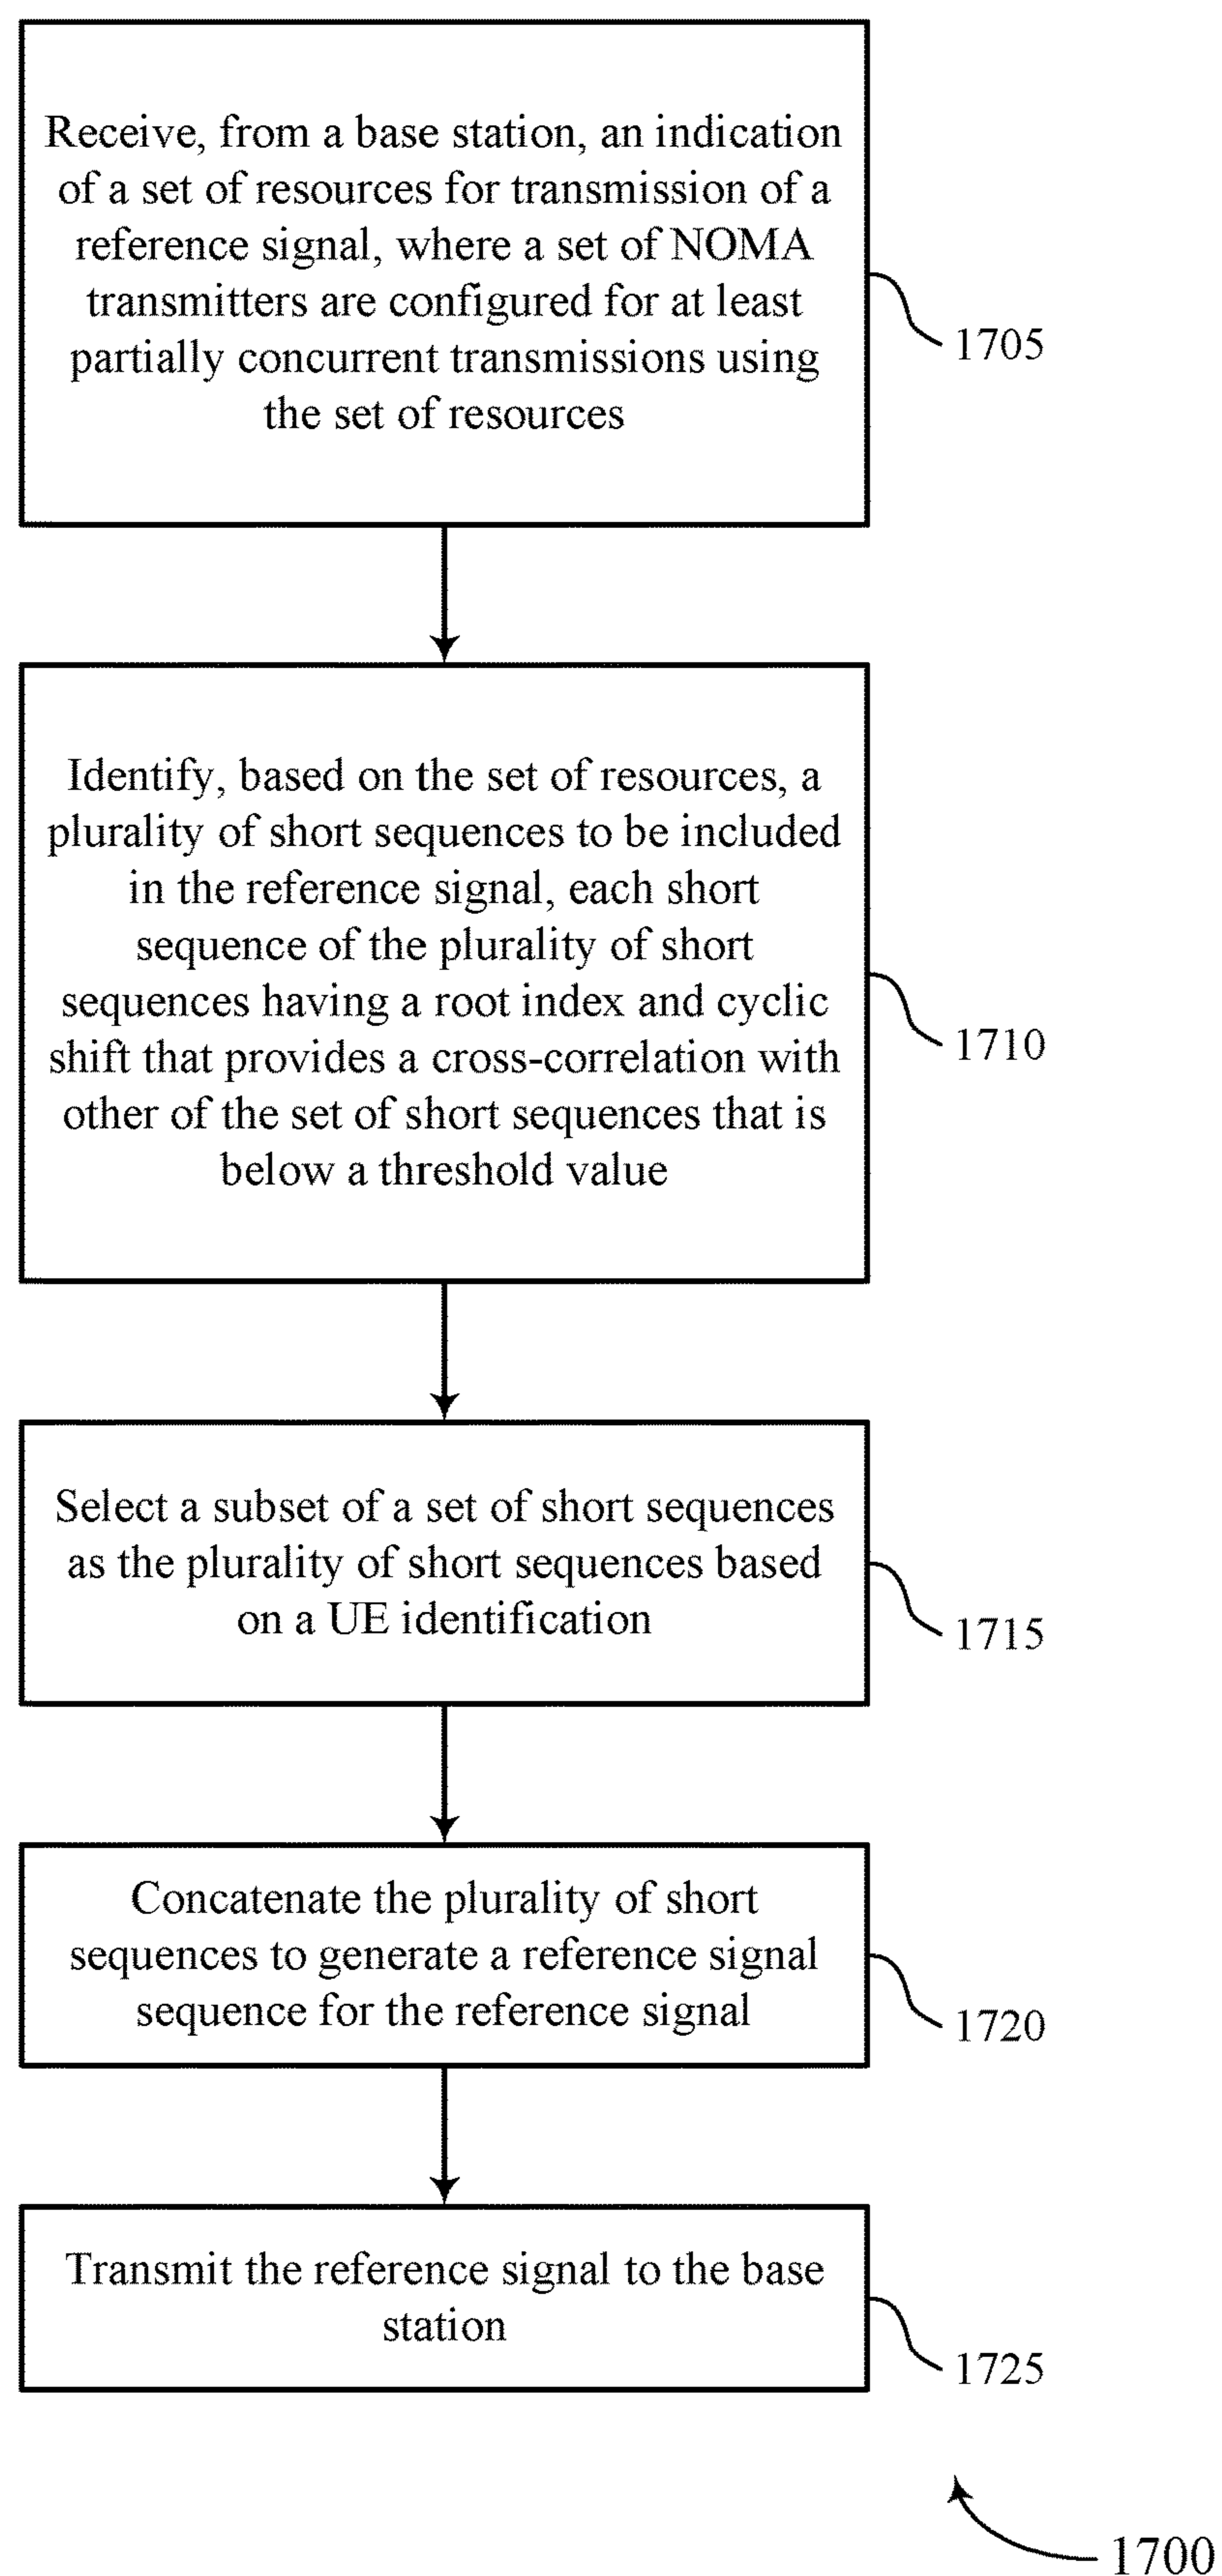 Receive, from a base station, an indication
of a set of resources for transmission of a
reference signal, where a set of NOMA
transmitters are configured for at least
partially concurrent transmissions using
the set of resources
1705
Identify, based on the set of resources, a
plurality of short sequences to be included
in the reference signal, each short
sequence of the plurality of short
sequences having a root index and cyclic
shift that provides a cross-correlation with
other of the set of short sequences that is
below a threshold value
1710
Select a subset of a set of short sequences
as the plurality of short sequences based
on a UE identification
1715
Concatenate the plurality of short
sequences to generate a reference signal
sequence for the reference signal
1720
Transmit the reference signal to the base
station
1725
1700